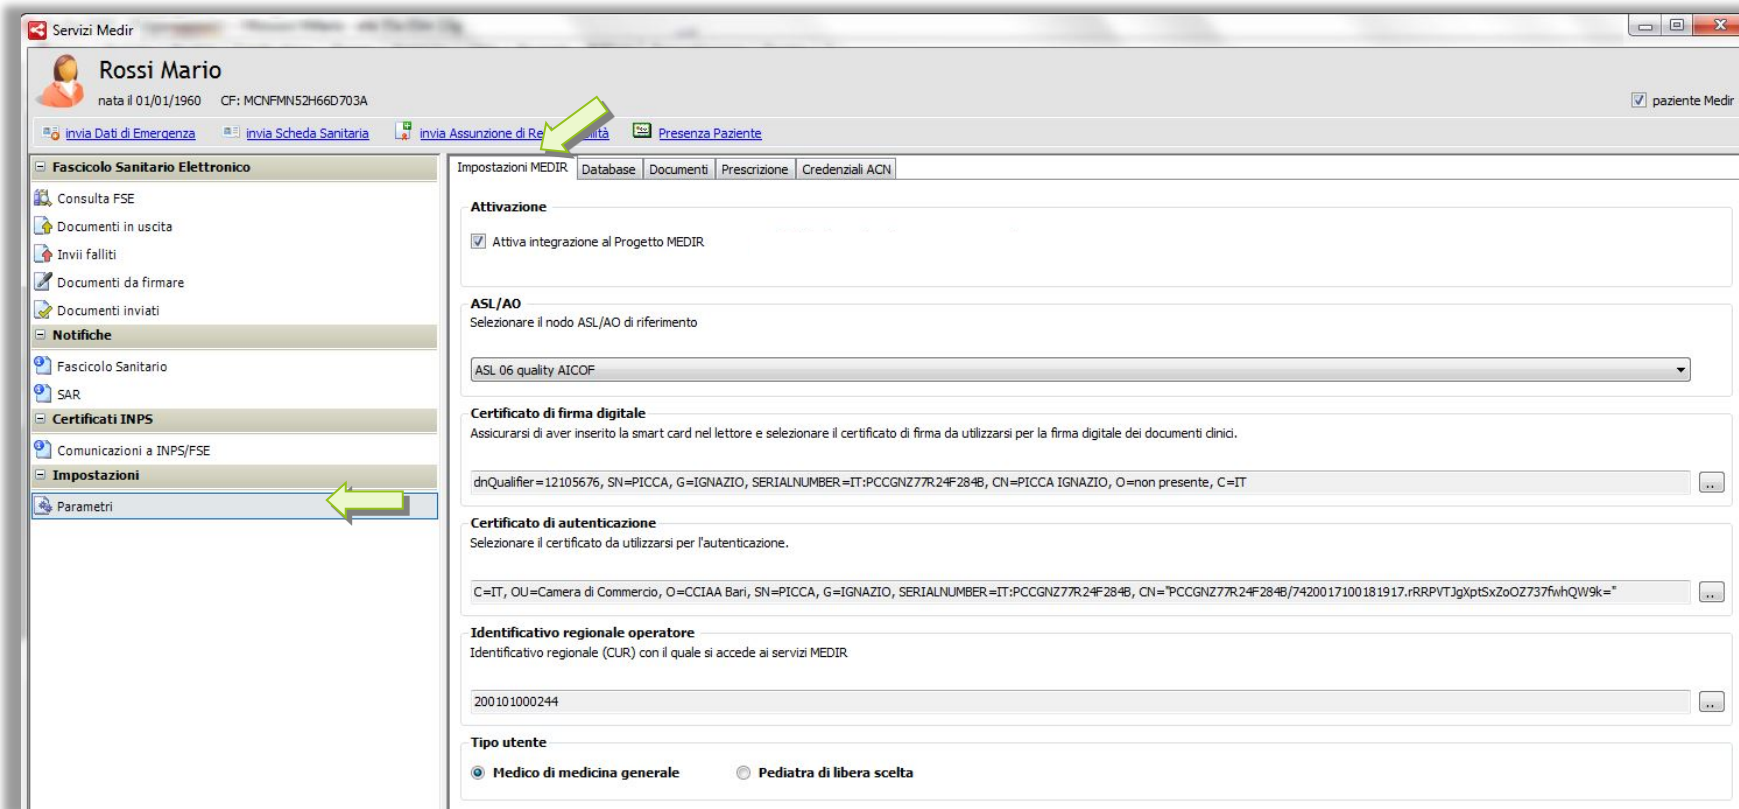 Servizi Medir
Rossi Mario
nata il 01/01/1960 CF: MCNFMN52H66D703A
paziente Medir
invia Dati di Emergenza invia Scheda Sanitaria invia Assunzione di Presenza Paziente
Fascicolo Sanitario Elettronico
Consulta FSE
Documenti in uscita
Invii falliti
Documenti da firmare
Documenti inviati
Notifiche
Fascicolo Sanitario
SAR
Certificati INPS
Comunicazioni a INPS/FSE
Impostazioni
Parametri
Impostazioni MEDIR Database Documenti Prescrizione Credenziali ACN
Attivazione
Attiva integrazione al Progetto MEDIR
ASL/AO
Selezionare il nodo ASL/AO di riferimento
ASL 06 quality AICOF
Certificato di firma digitale
Assicurarsi di aver inserito la smart card nel lettore e selezionare il certificato di firma da utilizzarsi per la firma digitale dei documenti clinici.
dnQualifier=12105676, SN=PICCA, G=IGNAZIO, SERIALNUMBER=IT:PCCGNZ77R24F284B, CN=PICCA IGNAZIO, O=non presente, C=IT
..
Certificato di autenticazione
Selezionare il certificato da utilizzarsi per l'autenticazione.
C=IT, OU=Camera di Commercio, O=CCIAA Bari, SN=PICCA, G=IGNAZIO, SERIALNUMBER=IT:PCCGNZ77R24F284B, CN="PCCGNZ77R24F284B/7420017100181917.rRRPVTJgXptSxZoOZ737fwhQW9k="
..
Identificativo regionale operatore
Identificativo regionale (CUR) con il quale si accede ai servizi MEDIR
200101000244
..
Tipo utente
Medico di medicina generale Pediatra di libera scelta